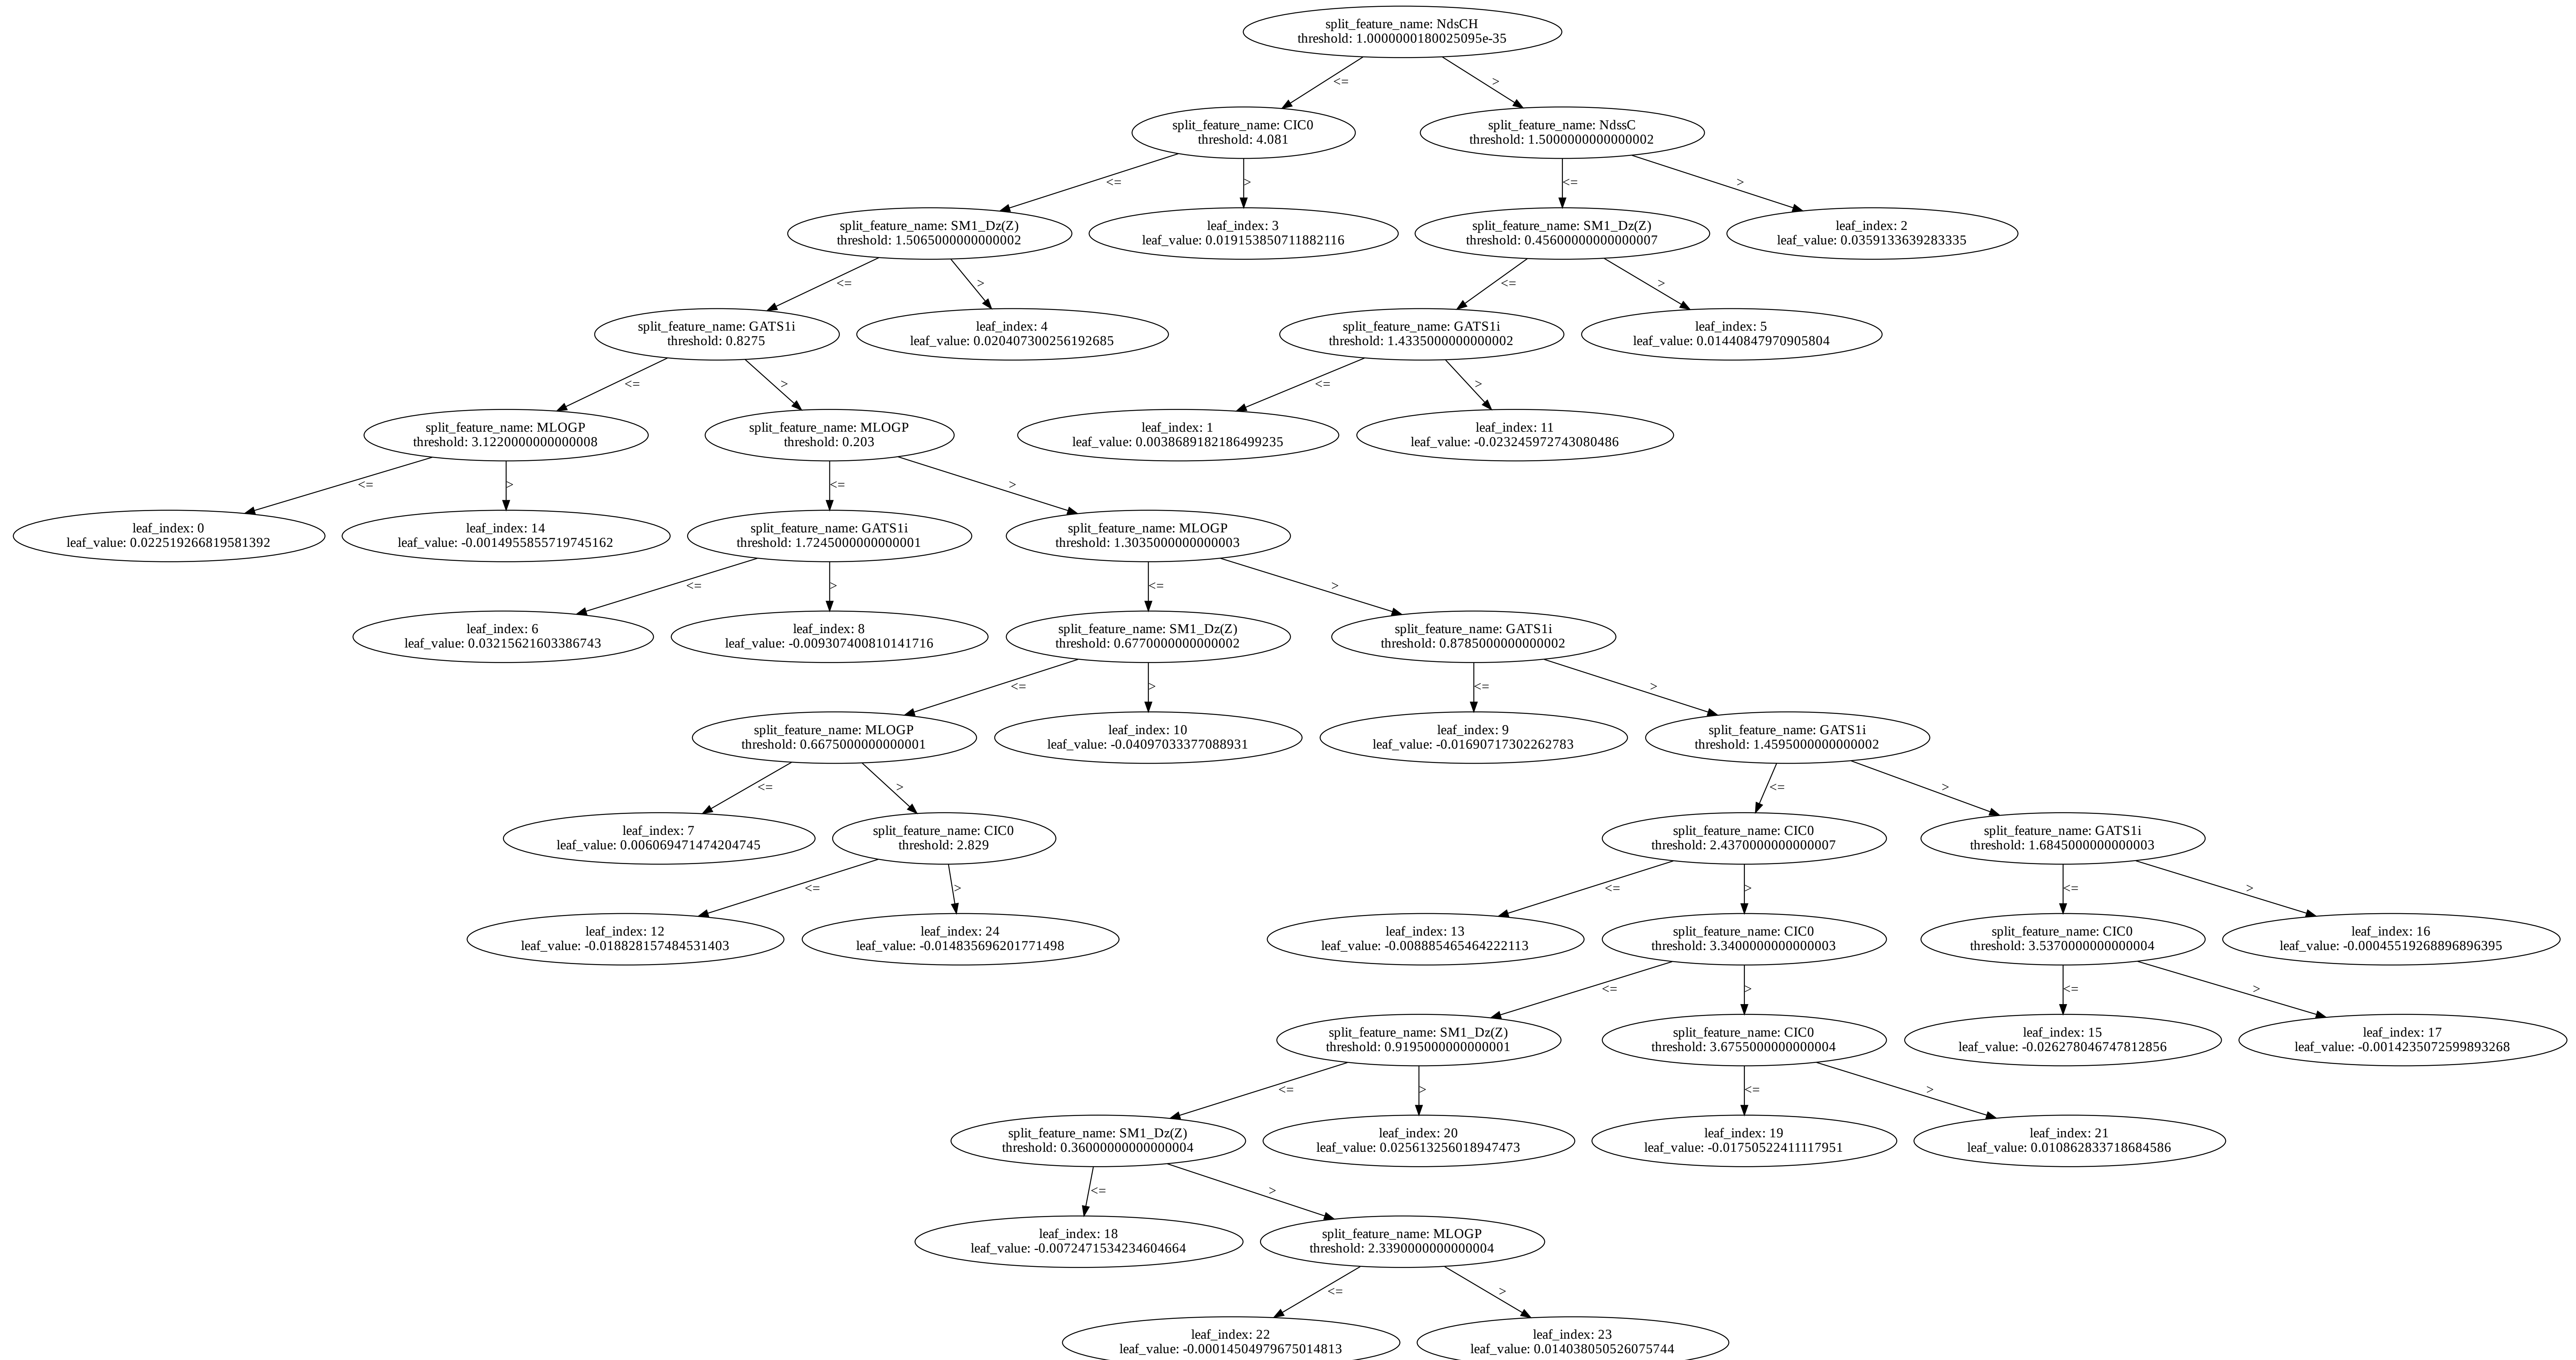 split_feature_name: NdsCH
threshold: 1.0000000180025095e-35
<=
>
split_feature_name: CIC0
threshold: 4.081
split_feature_name: NdssC
threshold: 1.5000000000000002
<=
>
<=
>
split_feature_name: SM1_Dz(Z)
threshold: 1.5065000000000002
leaf_index: 3
leaf_value: 0.019153850711882116
split_feature_name: SM1_Dz(Z)
threshold: 0.45600000000000007
leaf_index: 2
leaf_value: 0.0359133639283335
<=
>
<=
>
split_feature_name: GATS1i
threshold: 0.8275
leaf_index: 4
leaf_value: 0.020407300256192685
split_feature_name: GATS1i
threshold: 1.4335000000000002
leaf_index: 5
leaf_value: 0.01440847970905804
<=
>
<=
>
split_feature_name: MLOGP
threshold: 3.1220000000000008
split_feature_name: MLOGP
threshold: 0.203
leaf_index: 1
leaf_value: 0.0038689182186499235
leaf_index: 11
leaf_value: -0.023245972743080486
<=
>
<=
>
leaf_index: 0
leaf_value: 0.022519266819581392
leaf_index: 14
leaf_value: -0.0014955855719745162
split_feature_name: GATS1i
threshold: 1.7245000000000001
split_feature_name: MLOGP
threshold: 1.3035000000000003
<=
>
<=
>
leaf_index: 6
leaf_value: 0.03215621603386743
leaf_index: 8
leaf_value: -0.009307400810141716
split_feature_name: SM1_Dz(Z)
threshold: 0.6770000000000002
split_feature_name: GATS1i
threshold: 0.8785000000000002
<=
>
<=
>
split_feature_name: MLOGP
threshold: 0.6675000000000001
leaf_index: 10
leaf_value: -0.04097033377088931
leaf_index: 9
leaf_value: -0.01690717302262783
split_feature_name: GATS1i
threshold: 1.4595000000000002
<=
>
<=
>
leaf_index: 7
leaf_value: 0.006069471474204745
split_feature_name: CIC0
threshold: 2.829
split_feature_name: CIC0
threshold: 2.4370000000000007
split_feature_name: GATS1i
threshold: 1.6845000000000003
<=
>
<=
>
<=
>
leaf_index: 12
leaf_value: -0.018828157484531403
leaf_index: 24
leaf_value: -0.014835696201771498
leaf_index: 13
leaf_value: -0.008885465464222113
split_feature_name: CIC0
threshold: 3.3400000000000003
split_feature_name: CIC0
threshold: 3.5370000000000004
leaf_index: 16
leaf_value: -0.00045519268896896395
<=
>
<=
>
split_feature_name: SM1_Dz(Z)
threshold: 0.9195000000000001
split_feature_name: CIC0
threshold: 3.6755000000000004
leaf_index: 15
leaf_value: -0.026278046747812856
leaf_index: 17
leaf_value: -0.0014235072599893268
<=
>
<=
>
split_feature_name: SM1_Dz(Z)
threshold: 0.36000000000000004
leaf_index: 20
leaf_value: 0.025613256018947473
leaf_index: 19
leaf_value: -0.01750522411117951
leaf_index: 21
leaf_value: 0.010862833718684586
<=
>
leaf_index: 18
leaf_value: -0.0072471534234604664
split_feature_name: MLOGP
threshold: 2.3390000000000004
<=
>
leaf_index: 22
leaf_value: -0.00014504979675014813
leaf_index: 23
leaf_value: 0.014038050526075744